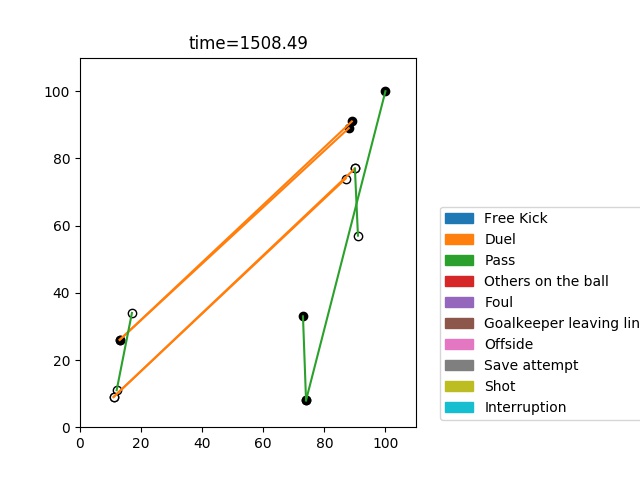 time=1508.49
100
80
60
40
20
0
0 20 40 60 80 100
Free Kick
Duel
Pass
Others on the ball
Foul
Goalkeeper leaving lin
Offside
Save attempt
Shot
Interruption